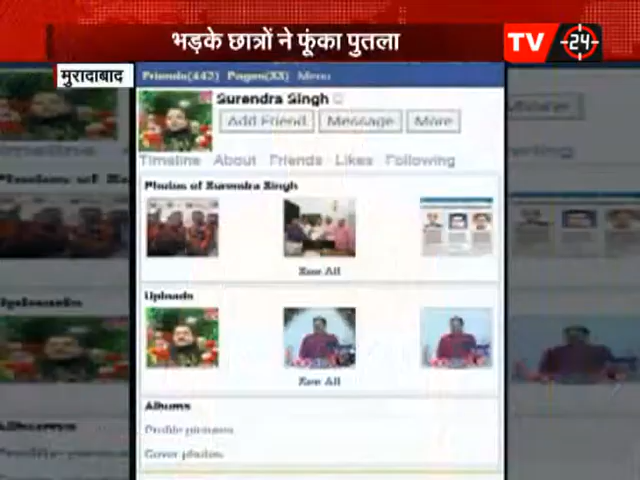 भड़के छात्रों ने फूंका पुतला
TV 24
मुरादाबाद
Friends(442) Pages(33) Menu
Surendra Singh
Add Friend Message More
Timeline About Friends Likes Following
Photos of Surendra Singh
See All
Uploads
See All
Albums
Profile pictures
Cover photos